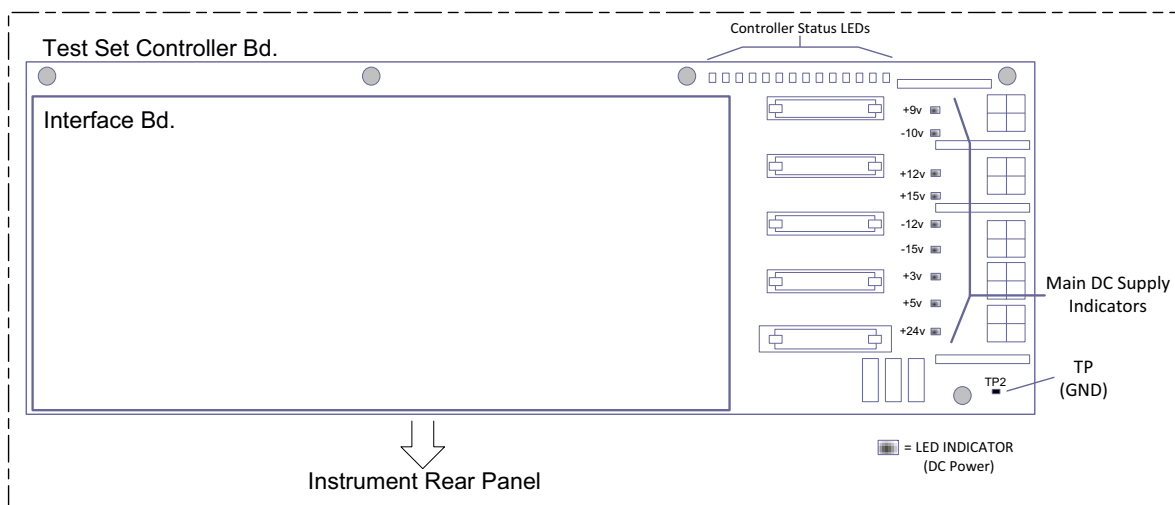 Controller Status LEDs
Test Set Controller Bd.
Interface Bd.
+9v
-10v
+12v
+15v
-12v
-15v
+3v
+5v
+24v
Main DC Supply
Indicators
TP2
TP
(GND)
= LED INDICATOR
(DC Power)
Instrument Rear Panel